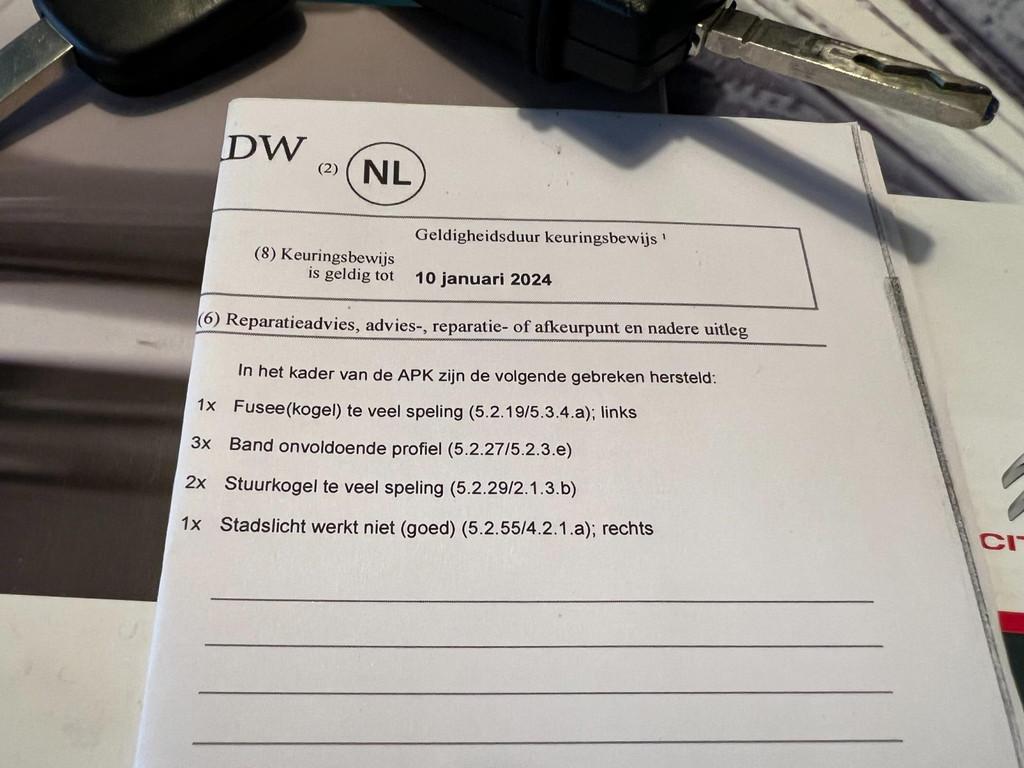 DW (2) NL
Geldigheidsduur keuringsbewijs ¹
(8) Keuringsbewijs
is geldig tot 10 januari 2024
(6) Reparatieadvies, advies-, reparatie- of afkeurpunt en nadere uitleg
In het kader van de APK zijn de volgende gebreken hersteld:
1x Fusee(kogel) te veel speling (5.2.19/5.3.4.a); links
3x Band onvoldoende profiel (5.2.27/5.2.3.e)
2x Stuurkogel te veel speling (5.2.29/2.1.3.b)
1x Stadslicht werkt niet (goed) (5.2.55/4.2.1.a); rechts
CIT